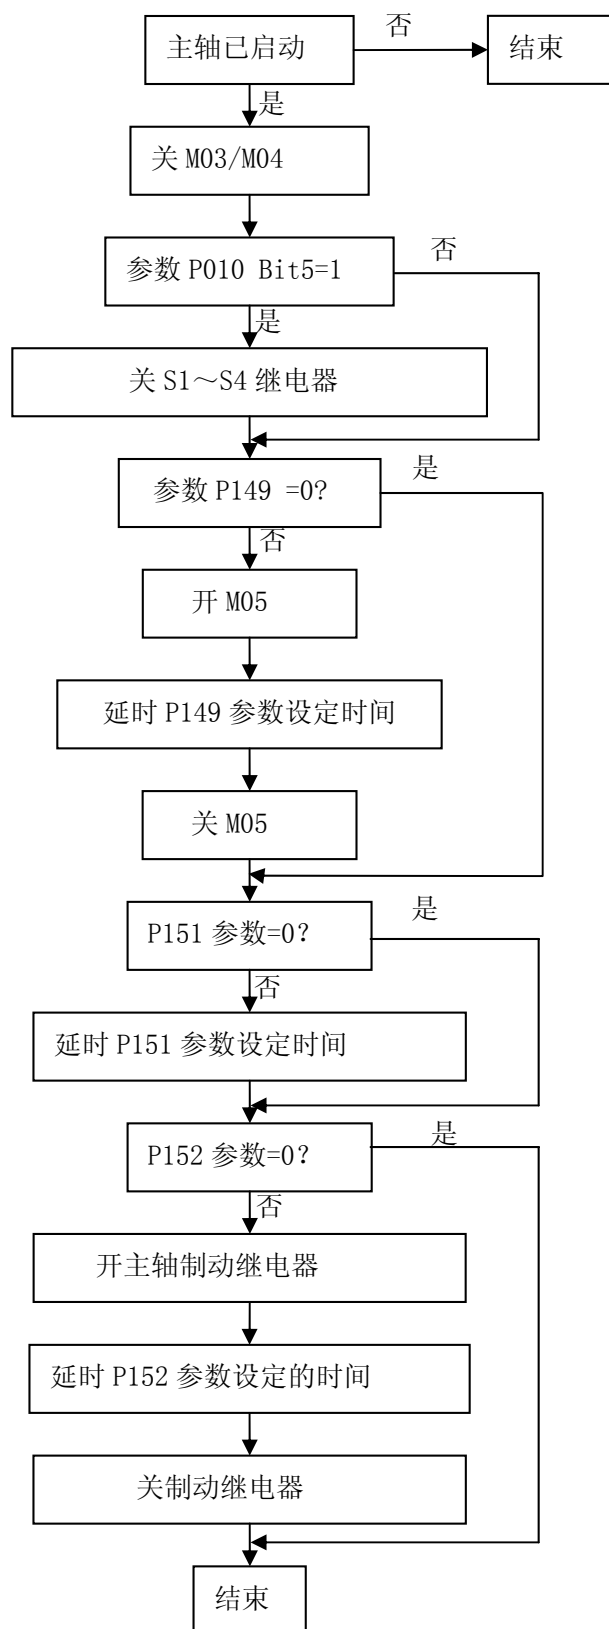 主轴已启动
否
结束
是
关 M03/M04
参数 P010 Bit5=1
否
是
关 S1～S4 继电器
参数 P149 =0?
是
否
开 M05
延时 P149 参数设定时间
关 M05
P151 参数=0？
是
否
延时 P151 参数设定时间
P152 参数=0？
是
否
开主轴制动继电器
延时 P152 参数设定的时间
关制动继电器
结束